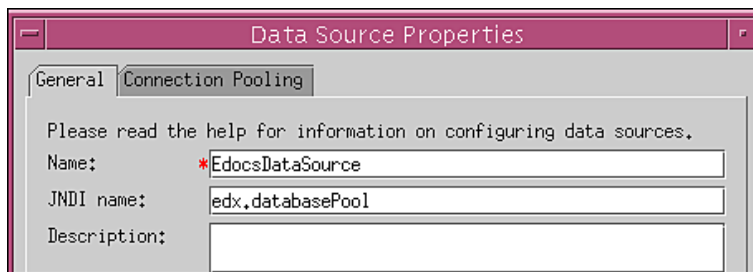 Data Source Properties
General Connection Pooling
Please read the help for information on configuring data sources.
Name: *EdocsDataSource
JNDI name: edx.databasePool
Description: